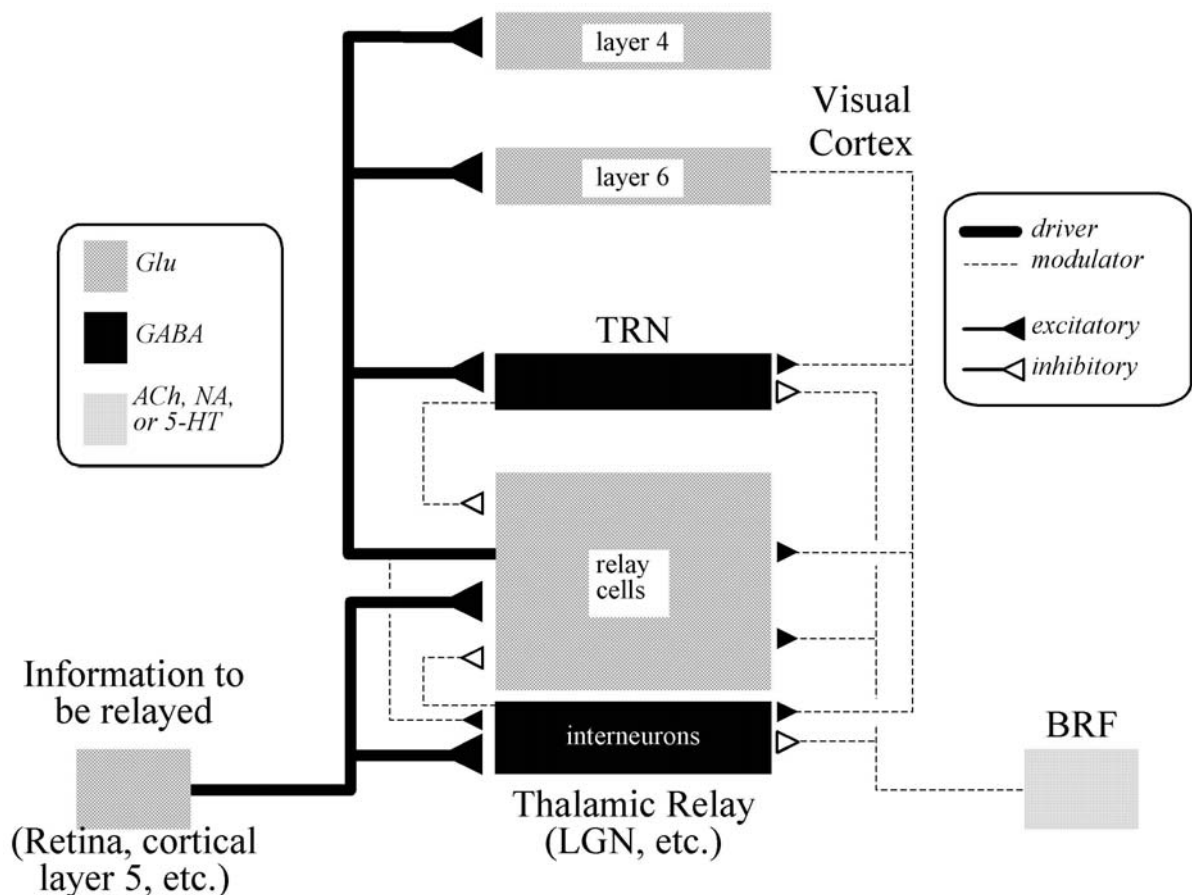 layer 4
Visual
Cortex
layer 6
Glu
GABA
ACh, NA,
or 5-HT
driver
modulator
excitatory
inhibitory
TRN
relay
cells
Information to
be relayed
(Retina, cortical
layer 5, etc.)
interneurons
Thalamic Relay
(LGN, etc.)
BRF